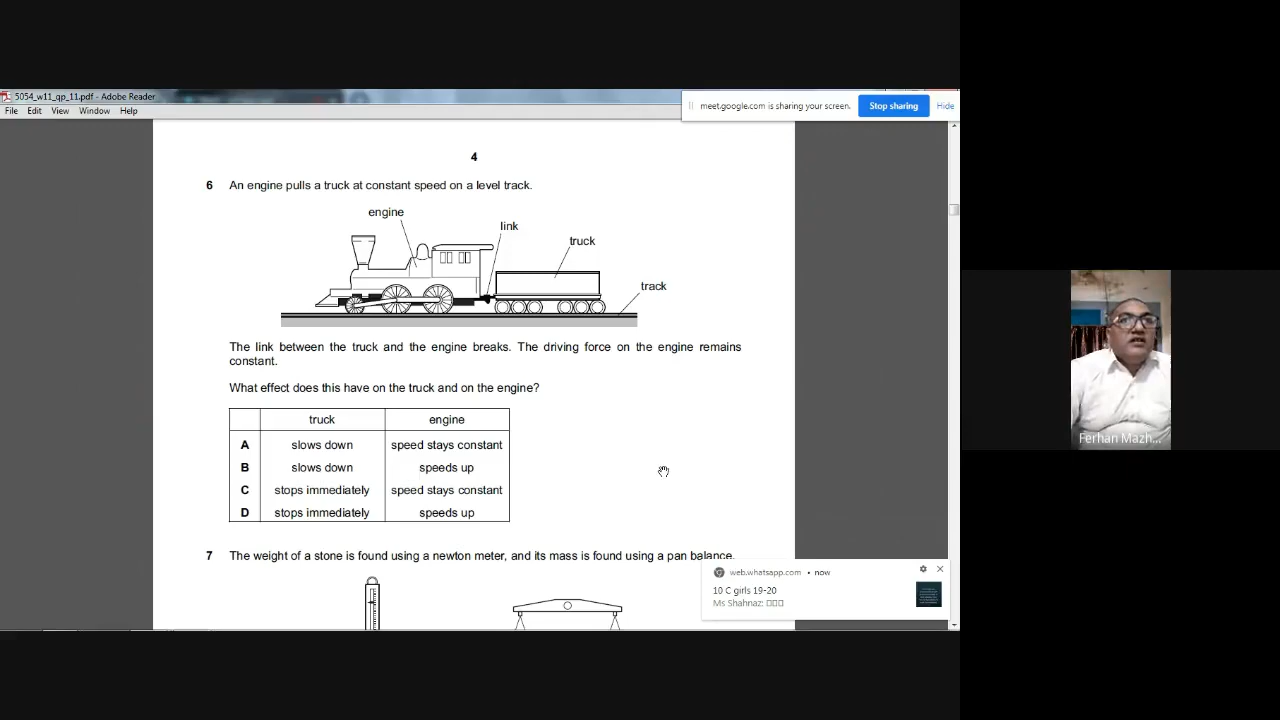 5054_w11_qp_11.pdf - Adobe Reader
File Edit View Window Help
meet.google.com is sharing your screen. Stop sharing Hide
4
6 An engine pulls a truck at constant speed on a level track.
engine
link
truck
track
The link between the truck and the engine breaks. The driving force on the engine remains
constant.
What effect does this have on the truck and on the engine?
truck engine
A slows down speed stays constant
B slows down speeds up
C stops immediately speed stays constant
D stops immediately speeds up
7 The weight of a stone is found using a newton meter, and its mass is found using a pan balance.
web.whatsapp.com • now
10 C girls 19-20
Ms Shahnaz:
Ferhan Mazh...